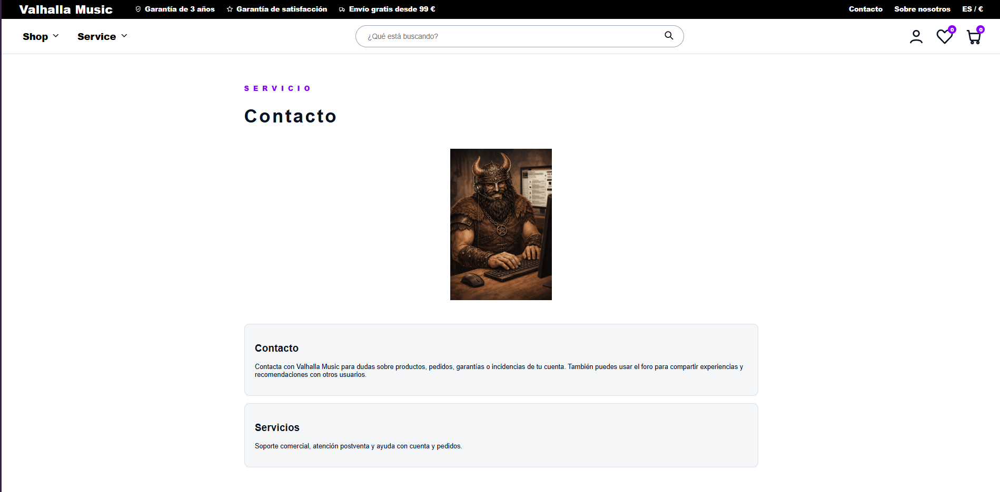 Valhalla Music
Garantía de 3 años
Garantía de satisfacción
Envío gratis desde 99 €
Contacto
Sobre nosotros
ES / €
Shop
Service
¿Qué está buscando?
0
0
SERVICIO
Contacto
Contacto
Contacta con Valhalla Music para dudas sobre productos, pedidos, garantías o incidencias de tu cuenta. También puedes usar el foro para compartir experiencias y
recomendaciones con otros usuarios.
Servicios
Soporte comercial, atención postventa y ayuda con cuenta y pedidos.